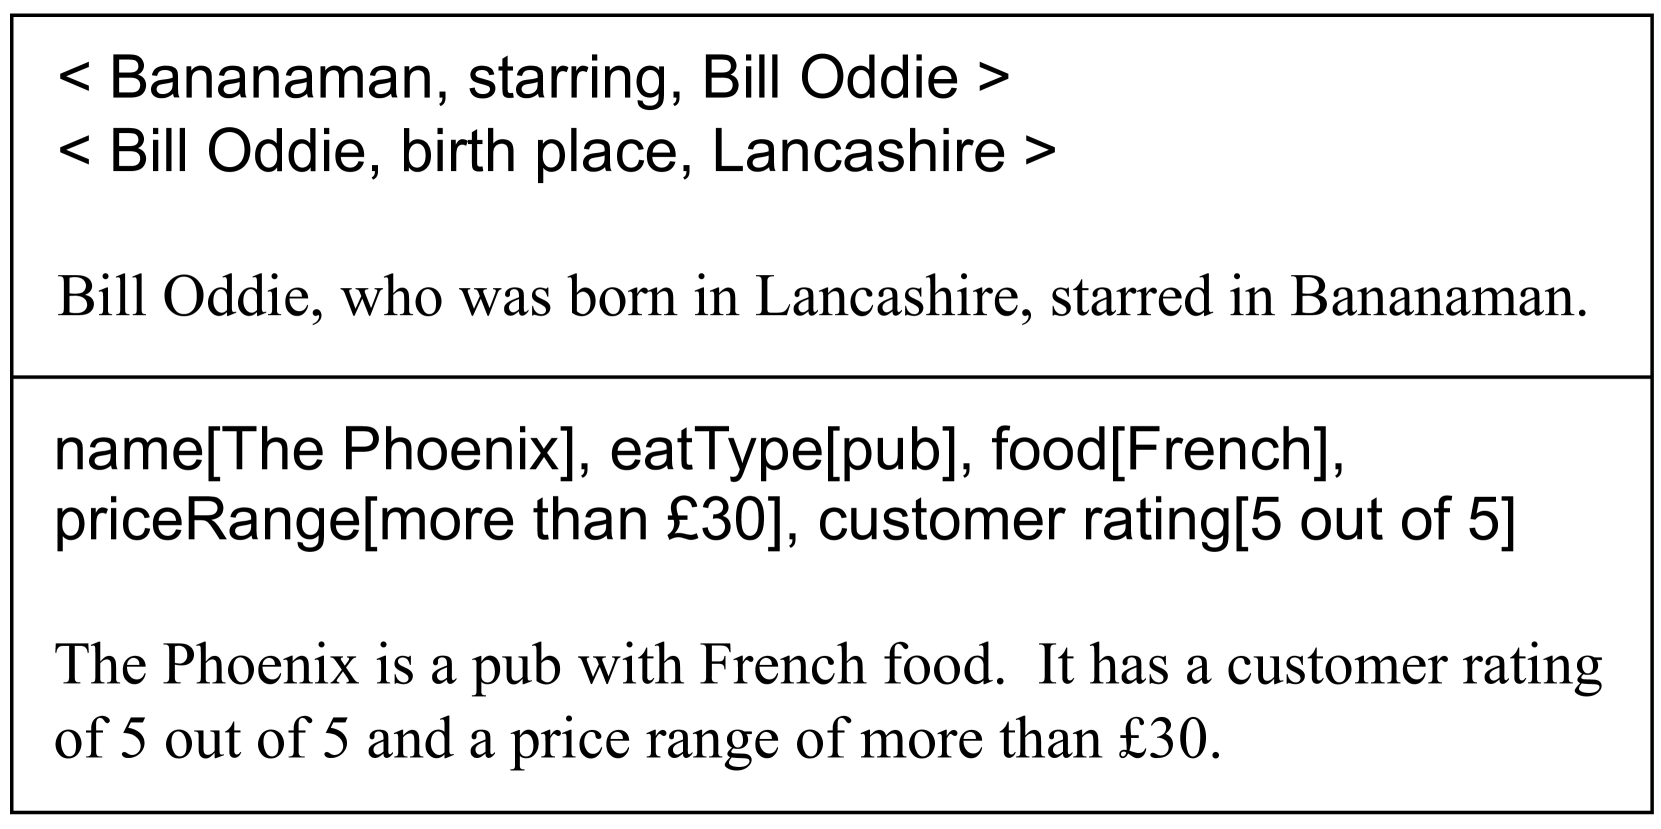 < Bananaman, starring, Bill Oddie >
< Bill Oddie, birth place, Lancashire >
Bill Oddie, who was born in Lancashire, starred in Bananaman.
name[The Phoenix], eatType[pub], food[French],
priceRange[more than £30], customer rating[5 out of 5]
The Phoenix is a pub with French food.  It has a customer rating
of 5 out of 5 and a price range of more than £30.